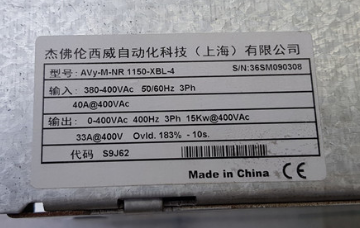 杰佛伦西威自动化科技（上海）有限公司
型号: AVy-M-NR 1150-XBL-4 S/N:36SM090308
输入: 380-400VAc 50/60Hz 3Ph
40A@400VAc
输出: 0-400VAc 400Hz 3Ph 15Kw@400VAc
33A@400V Ovld. 183% - 10s.
代码 S9J62
Made in China CE